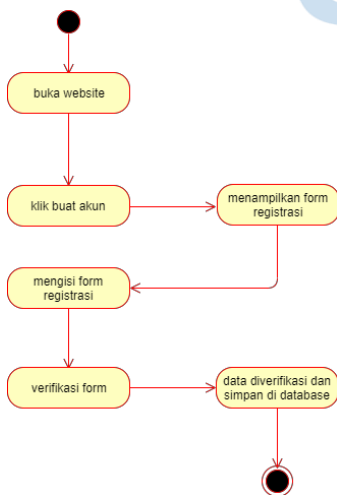 buka website
klik buat akun
menampilkan form
registrasi
mengisi form
registrasi
verifikasi form
data diverifikasi dan
simpan di database